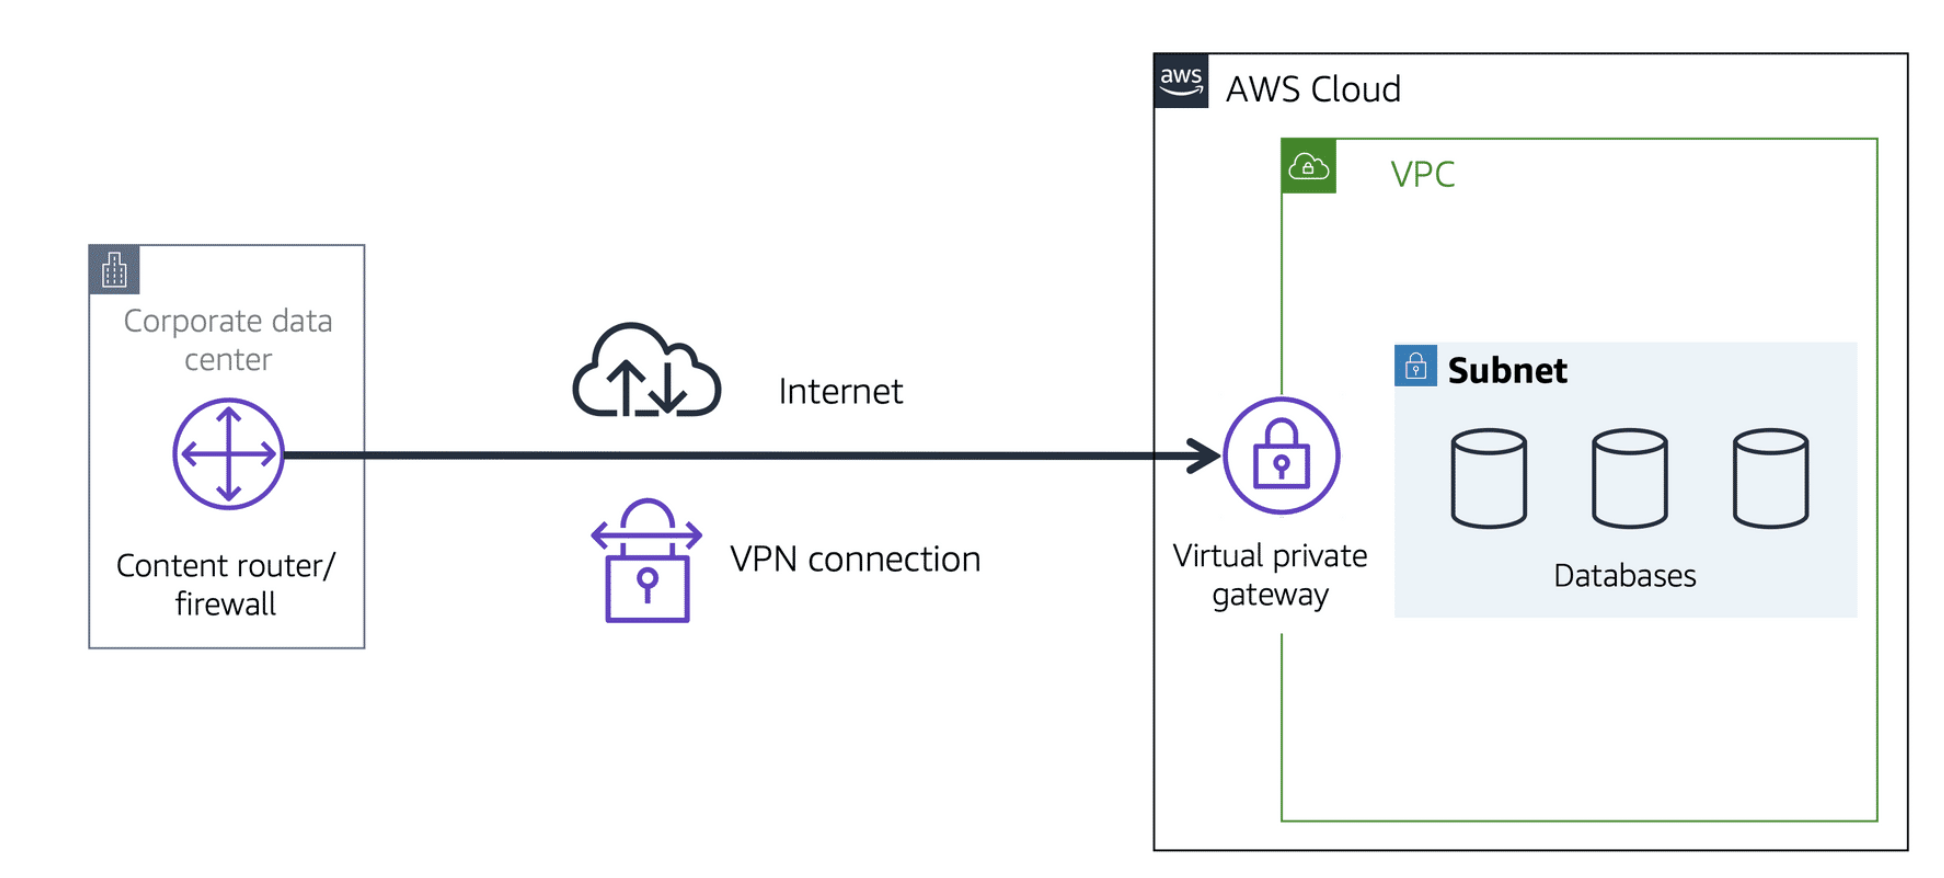 aws
AWS Cloud
VPC
Corporate data
center
Content router/
firewall
Internet
VPN connection
Virtual private
gateway
Subnet
Databases